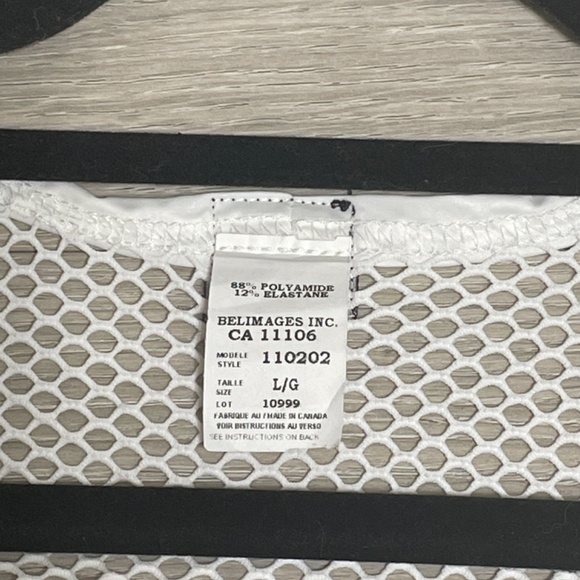 88% POLYAMIDE
12% ELASTANE
BELIMAGES INC.
CA 11106
MODELE
STYLE 110202
TAILLE
SIZE L/G
LOT 10999
FABRIQUE AU / MADE IN CANADA
VOIR INSTRUCTIONS AU VERSO
SEE INSTRUCTIONS ON BACK